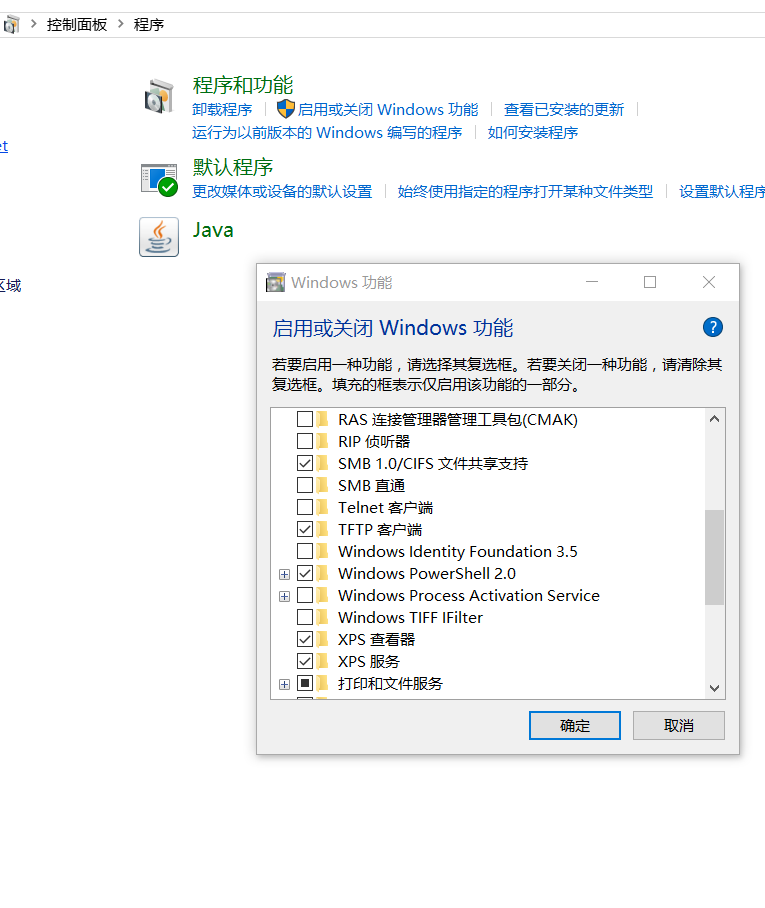 控制面板 > 程序
程序和功能
卸载程序 启用或关闭 Windows 功能 查看已安装的更新
运行为以前版本的 Windows 编写的程序 如何安装程序
et
默认程序
更改媒体或设备的默认设置 始终使用指定的程序打开某种文件类型 设置默认程序
Java
区域
Windows 功能
启用或关闭 Windows 功能
?
若要启用一种功能，请选择其复选框。若要关闭一种功能，请清除其
复选框。填充的框表示仅启用该功能的一部分。
RAS 连接管理器管理工具包(CMAK)
RIP 侦听器
SMB 1.0/CIFS 文件共享支持
SMB 直通
Telnet 客户端
TFTP 客户端
Windows Identity Foundation 3.5
Windows PowerShell 2.0
Windows Process Activation Service
Windows TIFF IFilter
XPS 查看器
XPS 服务
打印和文件服务
确定 取消